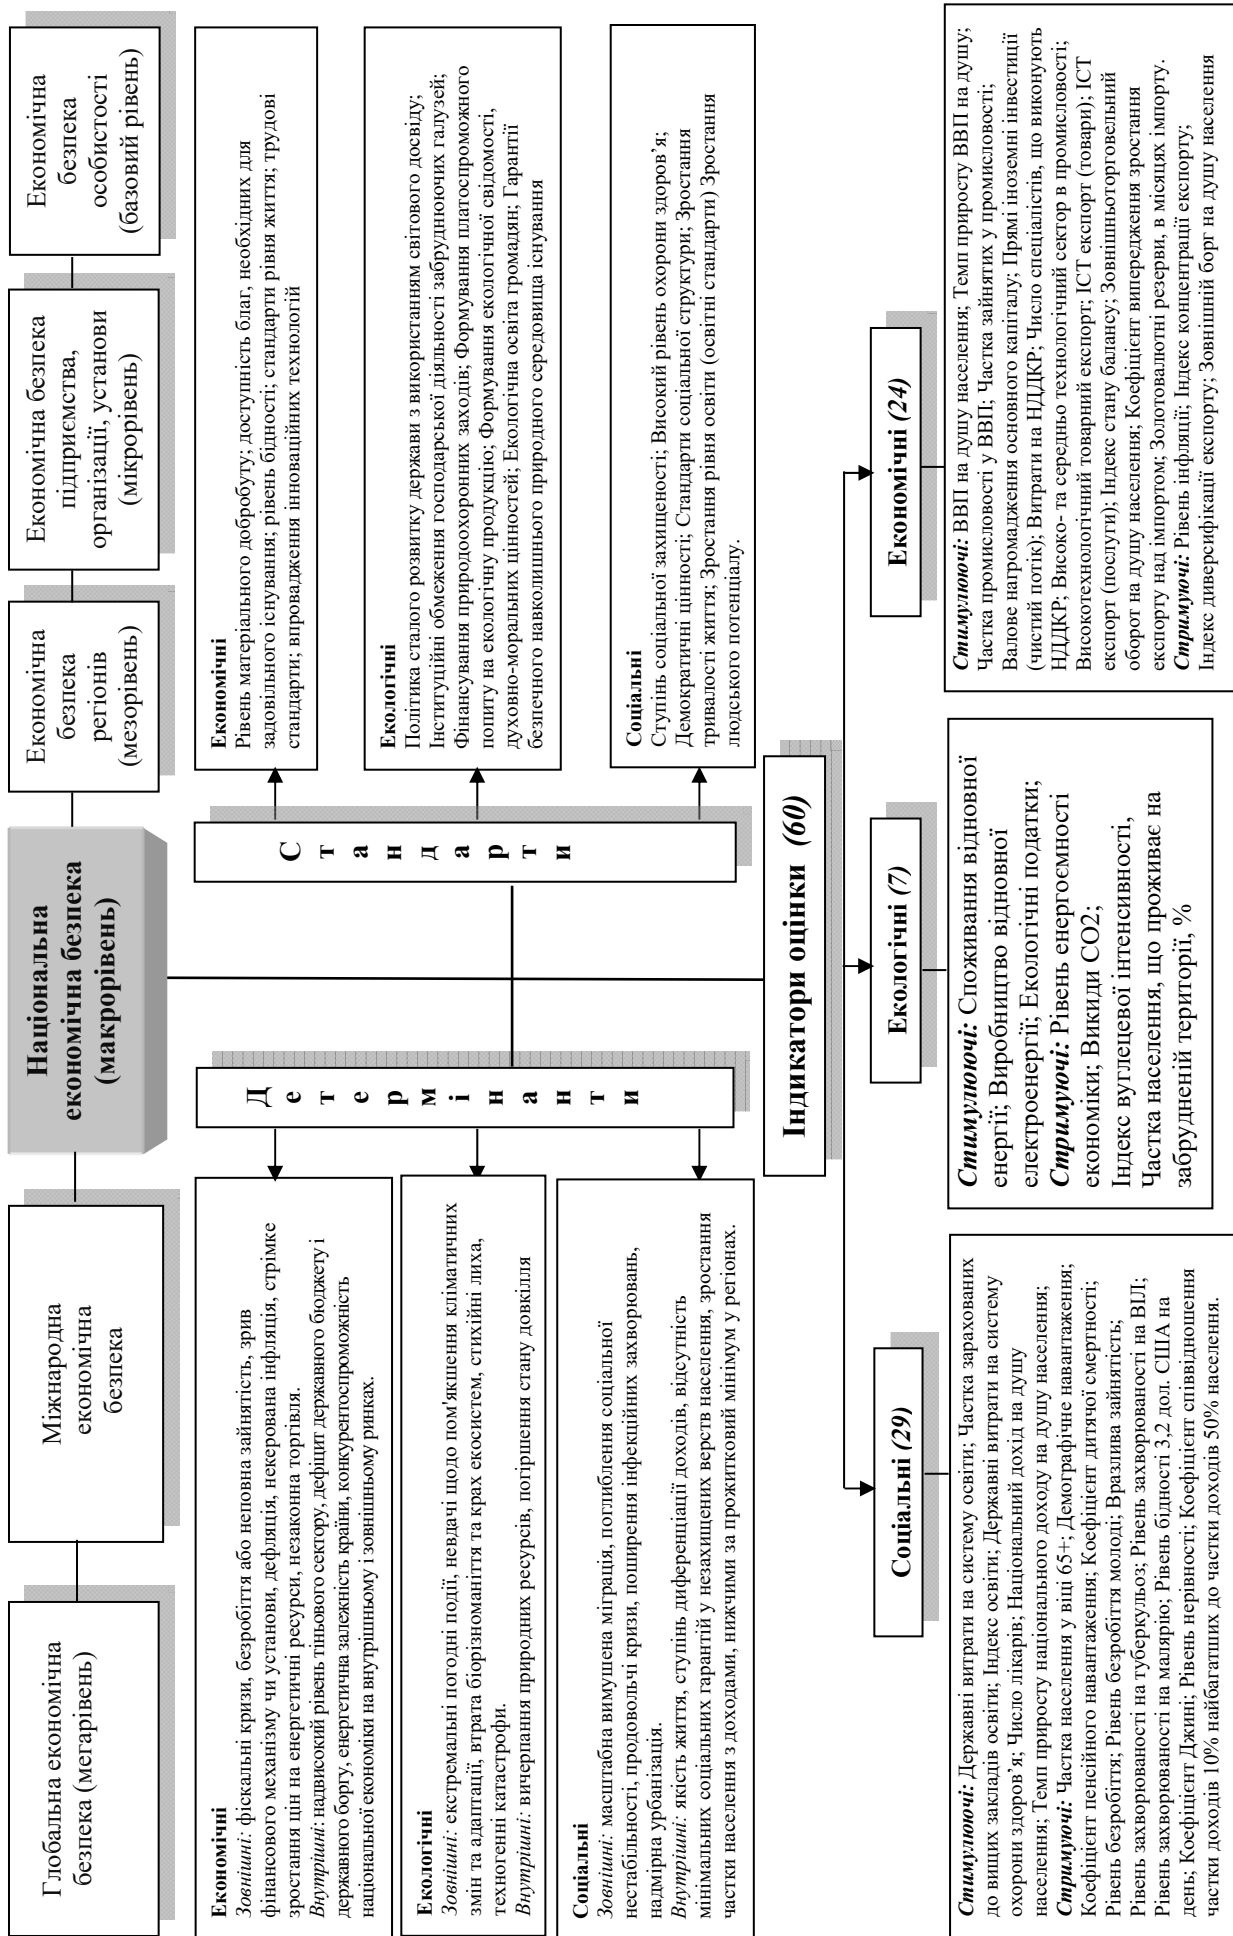 Глобальна економічна
безпека (мегарівень)
Міжнародна
економічна
безпека
Національна
економічна безпека
(макрорівень)
Економічна
безпека
регіонів
(мезорівень)
Економічна безпека
підприємства,
організації, установи
(мікрорівень)
Економічна
безпека
особистості
(базовий рівень)
Економічні
Зовнішні: фіскальні кризи, безробіття або неповна зайнятість, зрив
фінансового механізму чи установи, дефляція, некерована інфляція, стрімке
зростання цін на енергетичні ресурси, незаконна торгівля.
Внутрішні: надвисокий рівень тіньового сектору, дефіцит державного бюджету і
державного боргу, енергетична залежність країни, конкурентоспроможність
національної економіки на внутрішньому і зовнішньому ринках.
Екологічні
Зовнішні: екстремальні погодні події, невдачі щодо пом'якшення кліматичних
змін та адаптації, втрата біорізноманіття та крах екосистем, стихійні лиха,
техногенні катастрофи.
Внутрішні: вичерпання природних ресурсів, погіршення стану довкілля
Соціальні
Зовнішні: масштабна вимушена міграція, поглиблення соціальної
нестабільності, продовольчі кризи, поширення інфекційних захворювань,
надмірна урбанізація.
Внутрішні: якість життя, ступінь диференціації доходів, відсутність
мінімальних соціальних гарантій у незахищених верств населення, зростання
частки населення з доходами, нижчими за прожитковий мінімум у регіонах.
Детермінанти
Стандарти
Економічні
Рівень матеріального добробуту; доступність благ, необхідних для
задовільного існування; рівень бідності; стандарти рівня життя; трудові
стандарти; впровадження інноваційних технологій
Екологічні
Політика сталого розвитку держави з використанням світового досвіду;
Інституційні обмеження господарської діяльності забруднюючих галузей;
Фінансування природоохоронних заходів; Формування платоспроможного
попиту на екологічну продукцію; Формування екологічної свідомості,
духовно-моральних цінностей; Екологічна освіта громадян; Гарантії
безпечного навколишнього природного середовища існування
Соціальні
Ступінь соціальної захищеності; Високий рівень охорони здоров’я;
Демократичні цінності; Стандарти соціальної структури; Зростання
тривалості життя; Зростання рівня освіти (освітні стандарти) Зростання
людського потенціалу.
Індикатори оцінки (60)
Соціальні (29)
Екологічні (7)
Економічні (24)
Стимулюючі: Державні витрати на систему освіти; Частка зарахованих
до вищих закладів освіти; Індекс освіти; Державні витрати на систему
охорони здоров’я; Число лікарів; Національний дохід на душу
населення; Темп приросту національного доходу на душу населення;
Стримуючі: Частка населення у віці 65+; Демографічне навантаження;
Коефіцієнт пенсійного навантаження; Коефіцієнт дитячої смертності;
Рівень безробіття; Рівень безробіття молоді; Вразлива зайнятість;
Рівень захворюваності на туберкульоз; Рівень захворюваності на ВІЛ;
Рівень захворюваності на малярію; Рівень бідності 3,2 дол. США на
день; Коефіцієнт Джині; Рівень нерівності; Коефіцієнт співвідношення
частки доходів 10% найбагатших до частки доходів 50% населення.
Стимулюючі: Споживання відновної
енергії; Виробництво відновної
електроенергії; Екологічні податки;
Стримуючі: Рівень енергоємності
економіки; Викиди СО2;
Індекс вуглецевої інтенсивності,
Частка населення, що проживає на
забрудненій території, %
Стимулюючі: ВВП на душу населення; Темп приросту ВВП на душу;
Частка промисловості у ВВП; Частка зайнятих у промисловості;
Валове нагромадження основного капіталу; Прямі іноземні інвестиції
(чистий потік); Витрати на НДДКР; Число спеціалістів, що виконують
НДДКР; Високо- та середньо технологічний сектор в промисловості;
Високотехнологічний товарний експорт; ІСТ експорт (товари); ІСТ
експорт (послуги); Індекс стану балансу; Зовнішньоторговельний
оборот на душу населення; Коефіцієнт випередження зростання
експорту над імпортом; Золотовалютні резерви, в місяцях імпорту.
Стримуючі: Рівень інфляції; Індекс концентрації експорту;
Індекс диверсифікації експорту; Зовнішній борг на душу населення